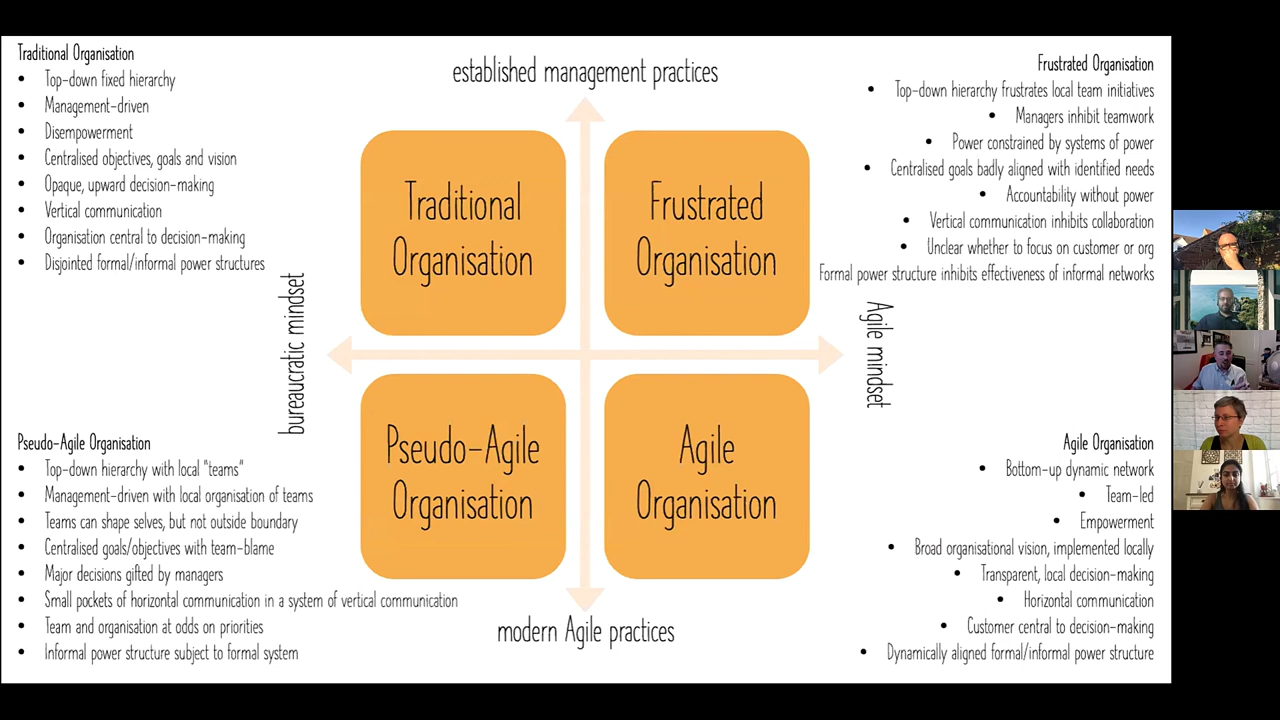 Traditional Organisation
• Top-down fixed hierarchy
• Management-driven
• Disempowerment
• Centralised objectives, goals and vision
• Opaque, upward decision-making
• Vertical communication
• Organisation central to decision-making
• Disjointed formal/informal power structures
established management practices
Frustrated Organisation
• Top-down hierarchy frustrates local team initiatives
• Managers inhibit teamwork
• Power constrained by systems of power
• Centralised goals badly aligned with identified needs
• Accountability without power
• Vertical communication inhibits collaboration
• Unclear whether to focus on customer or org
Formal power structure inhibits effectiveness of informal networks
Traditional
Organisation
Frustrated
Organisation
bureaucratic mindset
Agile mindset
Pseudo-Agile
Organisation
Agile
Organisation
modern Agile practices
Pseudo-Agile Organisation
• Top-down hierarchy with local "teams"
• Management-driven with local organisation of teams
• Teams can shape selves, but not outside boundary
• Centralised goals/objectives with team-blame
• Major decisions gifted by managers
• Small pockets of horizontal communication in a system of vertical communication
• Team and organisation at odds on priorities
• Informal power structure subject to formal system
Agile Organisation
• Bottom-up dynamic network
• Team-led
• Empowerment
• Broad organisational vision, implemented locally
• Transparent, local decision-making
• Horizontal communication
• Customer central to decision-making
• Dynamically aligned formal/informal power structure